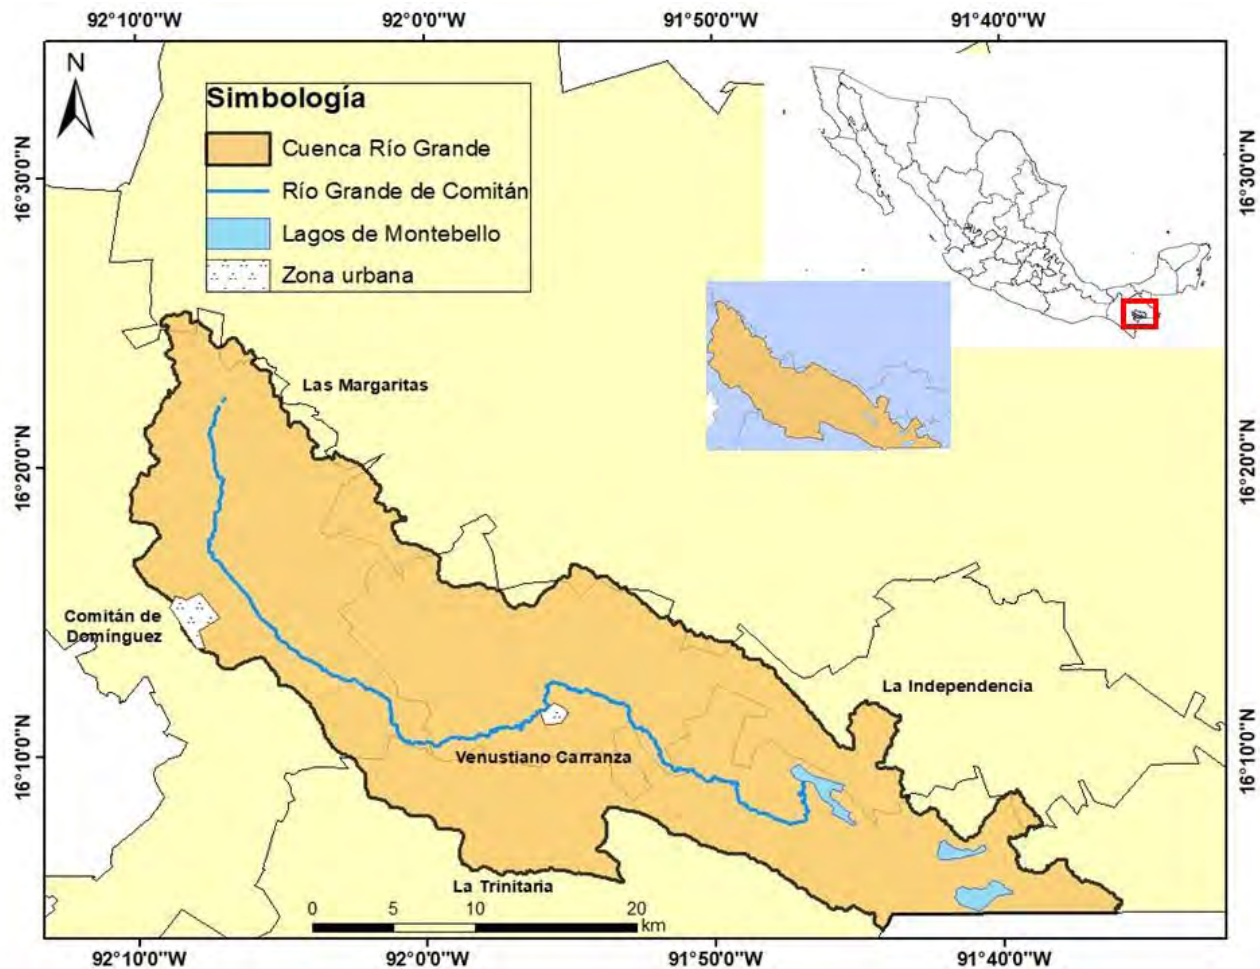 92°10'0"W 92°0'0"W 91°50'0"W 91°40'0"W
N
Simbología
Cuenca Río Grande
Río Grande de Comitán
Lagos de Montebello
Zona urbana
16°30'0"N 16°30'0"N
Las Margaritas
16°20'0"N 16°20'0"N
Comitán de
Domínguez
La Independencia
16°10'0"N 16°10'0"N
Venustiano Carranza
La Trinitaria
0 5 10 20
km
92°10'0"W 92°0'0"W 91°50'0"W 91°40'0"W